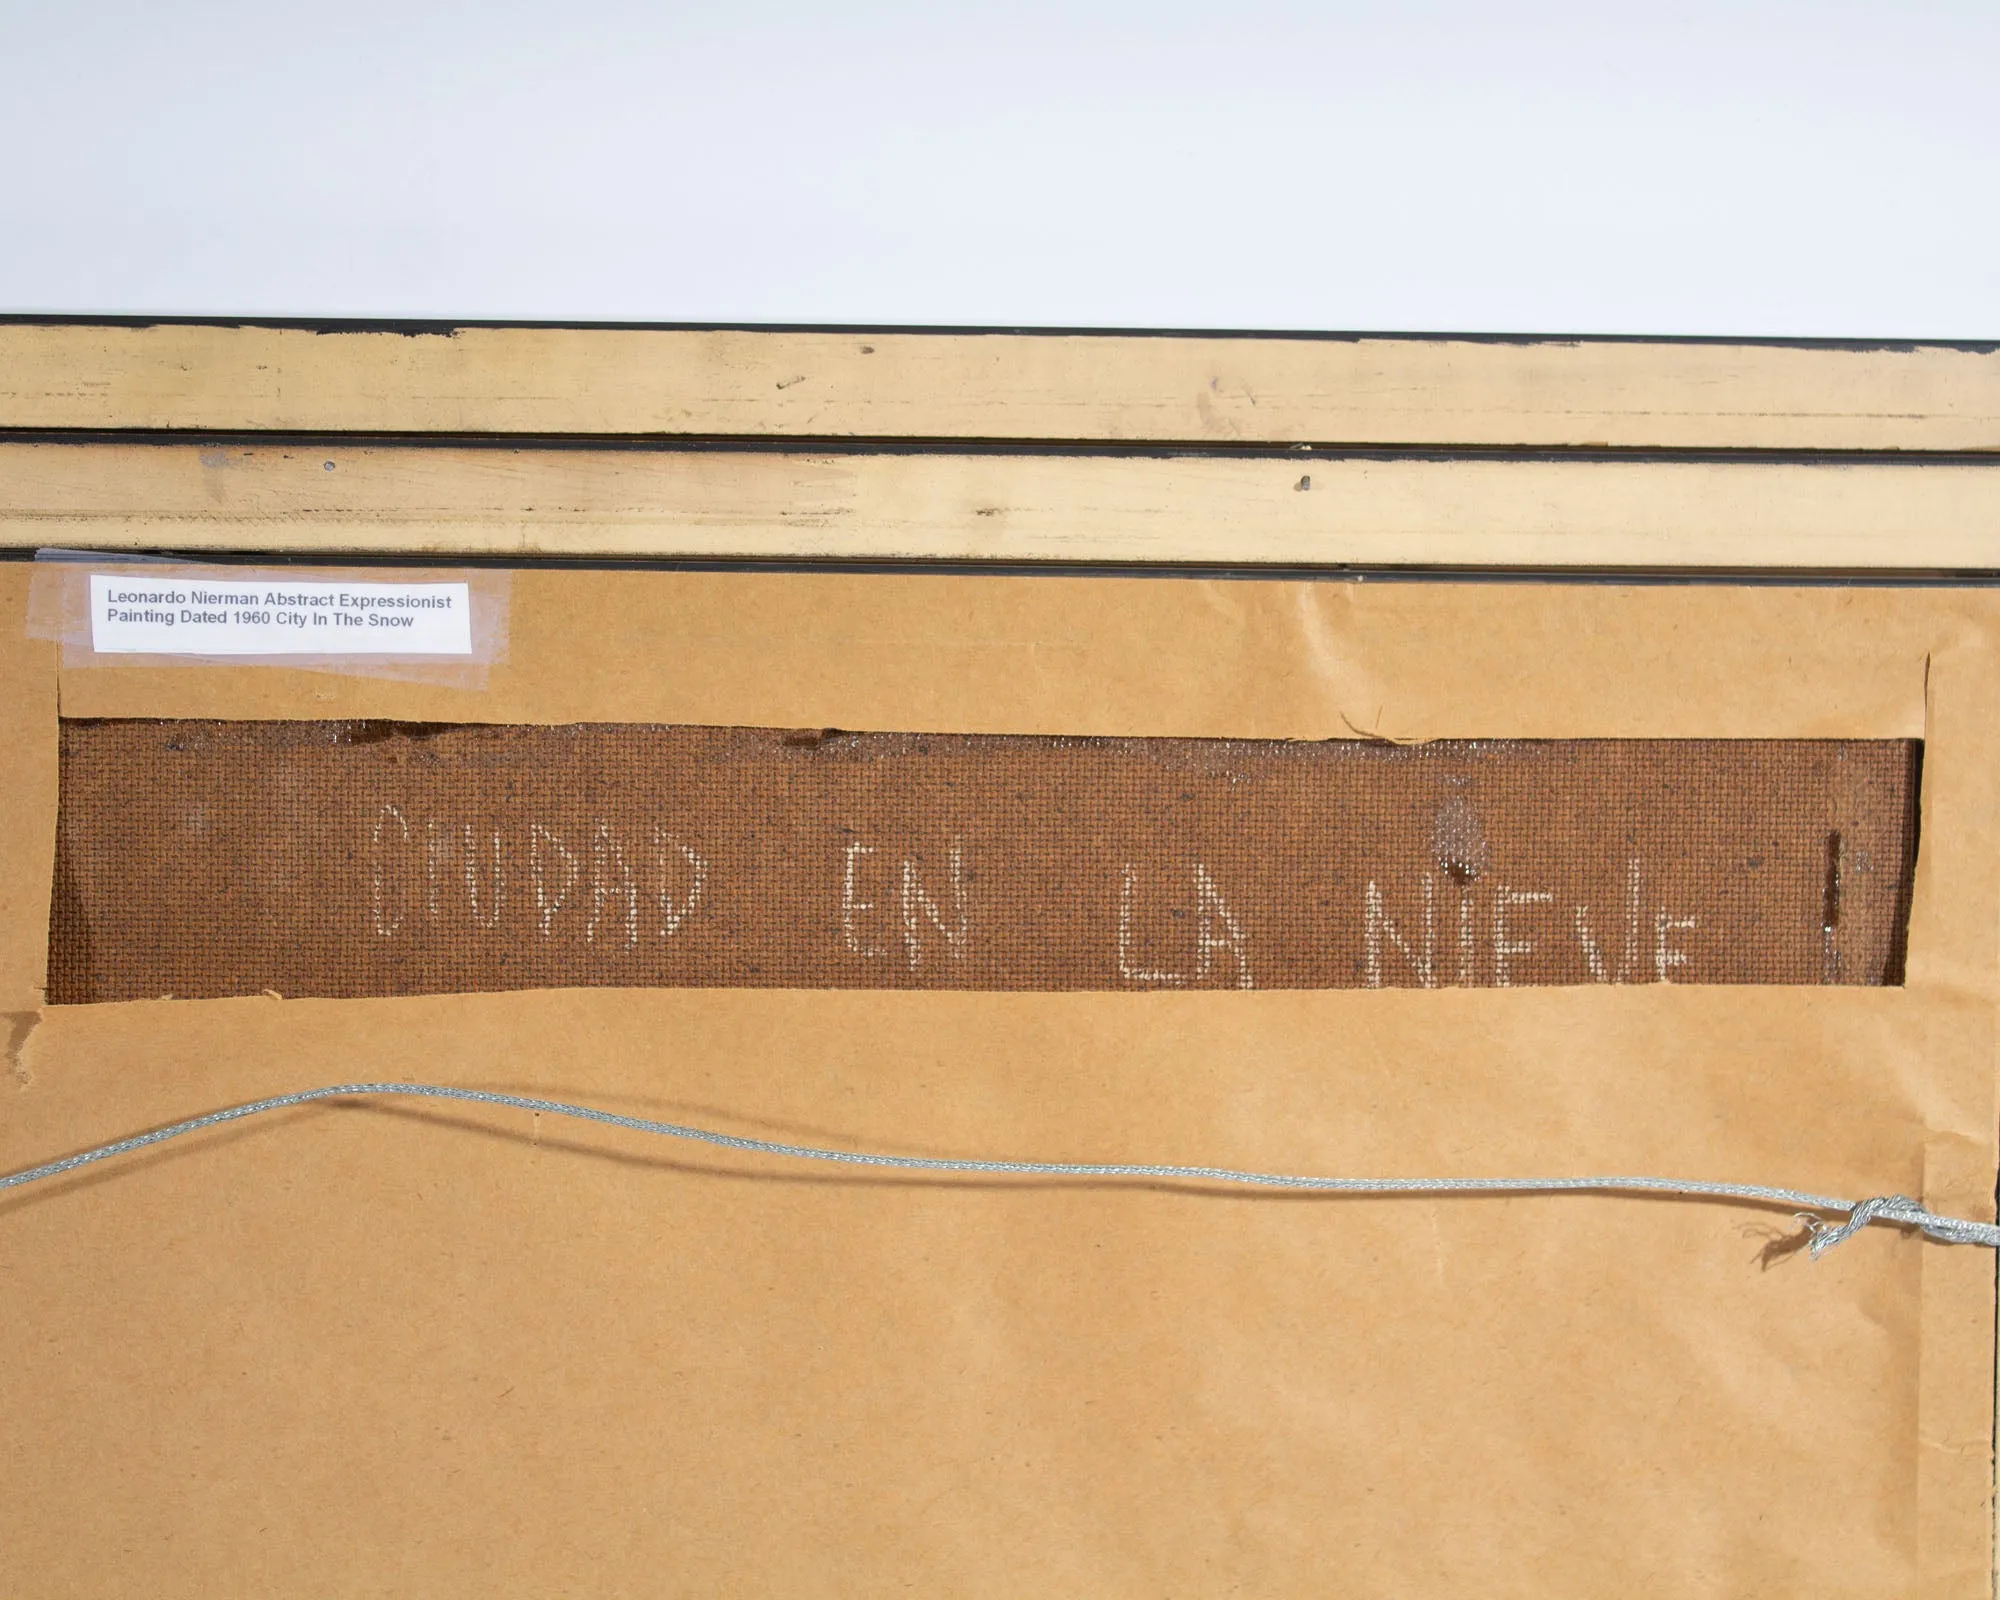 Leonardo Nierman Abstract Expressionist
Painting Dated 1960 City In The Snow
CIUDAD EN LA NIEVE